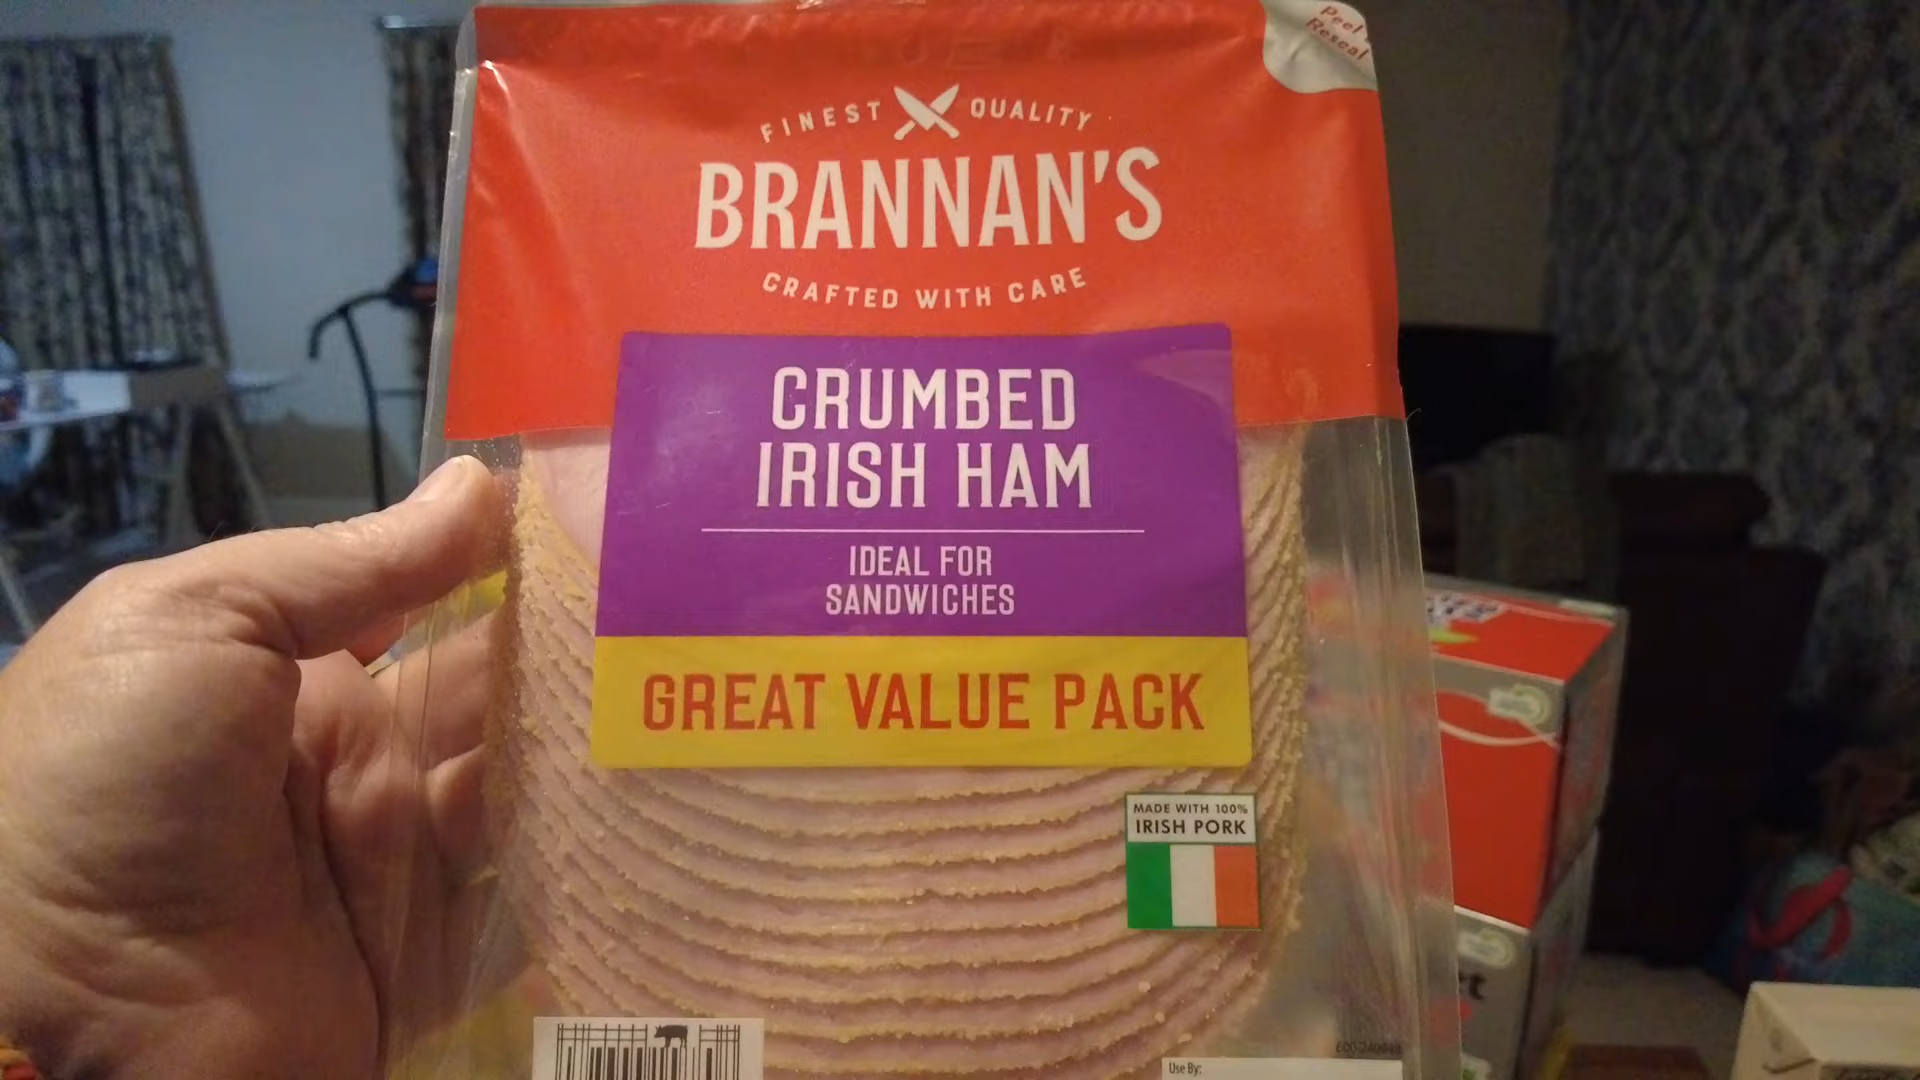 Peel
Reseal
FINEST QUALITY
BRANNAN'S
CRAFTED WITH CARE
CRUMBED
IRISH HAM
IDEAL FOR
SANDWICHES
GREAT VALUE PACK
MADE WITH 100%
IRISH PORK
Use By: